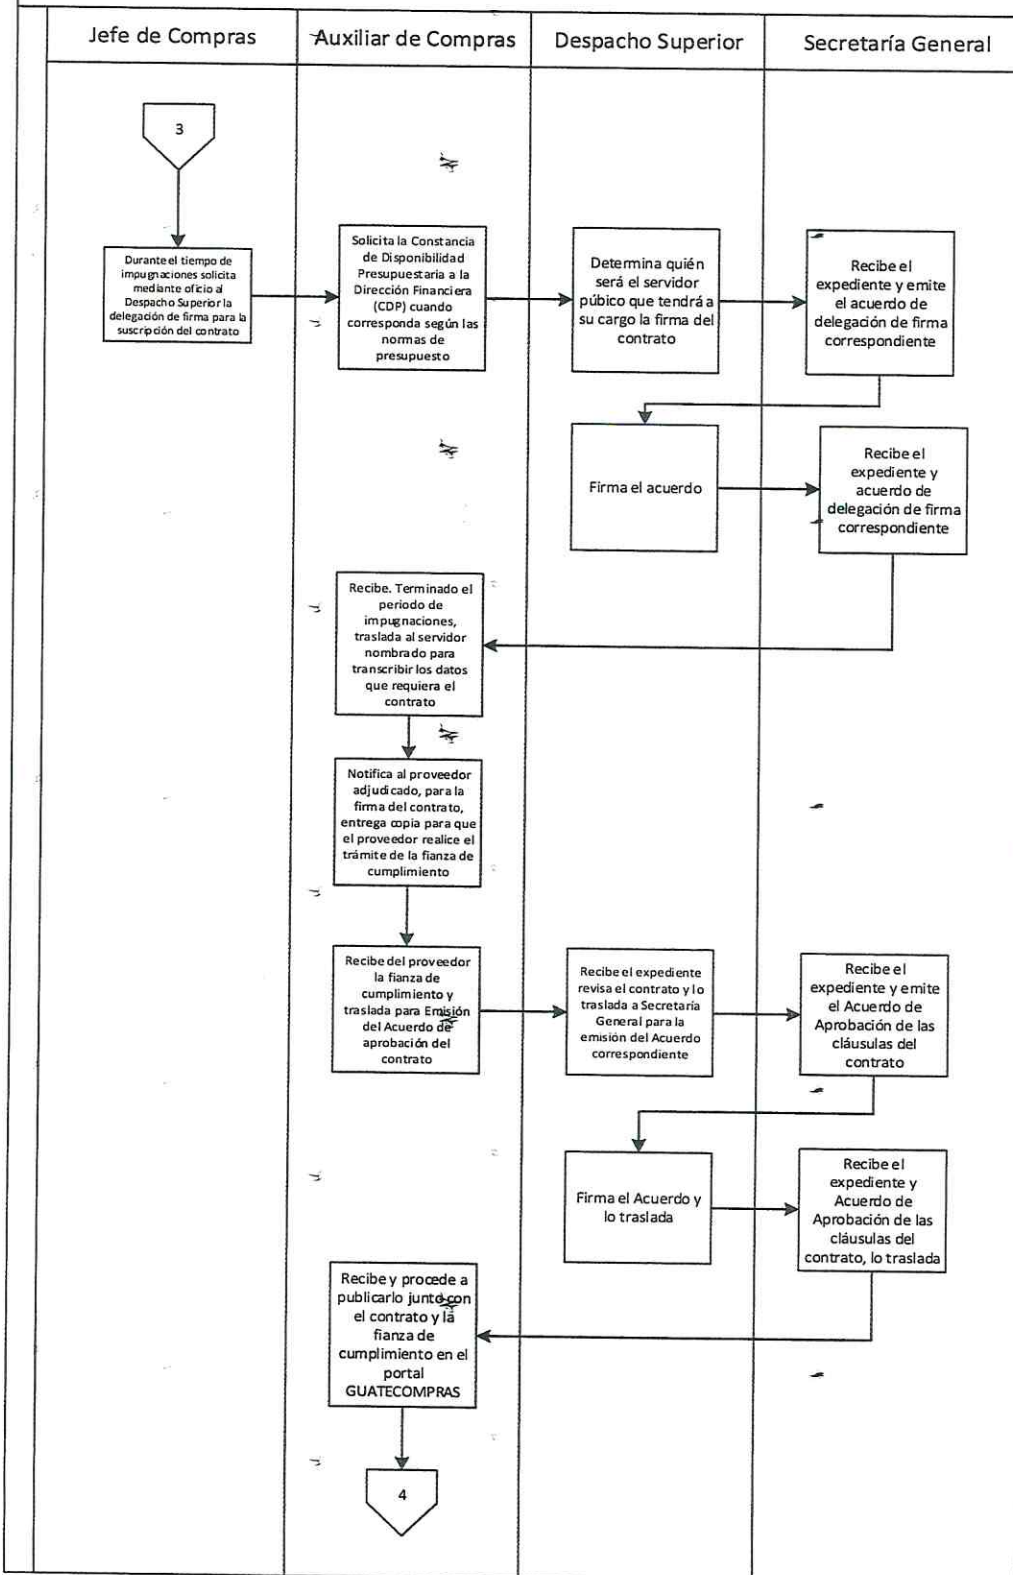 Jefe de Compras
Auxiliar de Compras
Despacho Superior
Secretaría General
3
Durante el tiempo de
impugnaciones solicita
mediante oficio al
Despacho Superior la
delegación de firma para la
suscripción del contrato
Solicita la Constancia
de Disponibilidad
Presupuestaria a la
Dirección Financiera
(CDP) cuando
corresponda según las
normas de
presupuesto
Determina quién
será el servidor
púbico que tendrá a
su cargo la firma del
contrato
Recibe el
expediente y emite
el acuerdo de
delegación de firma
correspondiente
Firma el acuerdo
Recibe el
expediente y
acuerdo de
delegación de firma
correspondiente
Recibe. Terminado el
periodo de
impugnaciones,
traslada al servidor
nombrado para
transcribir los datos
que requiera el
contrato
Notifica al proveedor
adjudicado, para la
firma del contrato,
entrega copia para que
el proveedor realice el
trámite de la fianza de
cumplimiento
Recibe del proveedor
la fianza de
cumplimiento y
traslada para Emisión
del Acuerdo de
aprobación del
contrato
Recibe el expediente
revisa el contrato y lo
traslada a Secretaría
General para la
emisión del Acuerdo
correspondiente
Recibe el
expediente y emite
el Acuerdo de
Aprobación de las
cláusulas del
contrato
Firma el Acuerdo y
lo traslada
Recibe el
expediente y
Acuerdo de
Aprobación de las
cláusulas del
contrato, lo traslada
Recibe y procede a
publicarlo junto con
el contrato y la
fianza de
cumplimiento en el
portal
GUATECOMPRAS
4